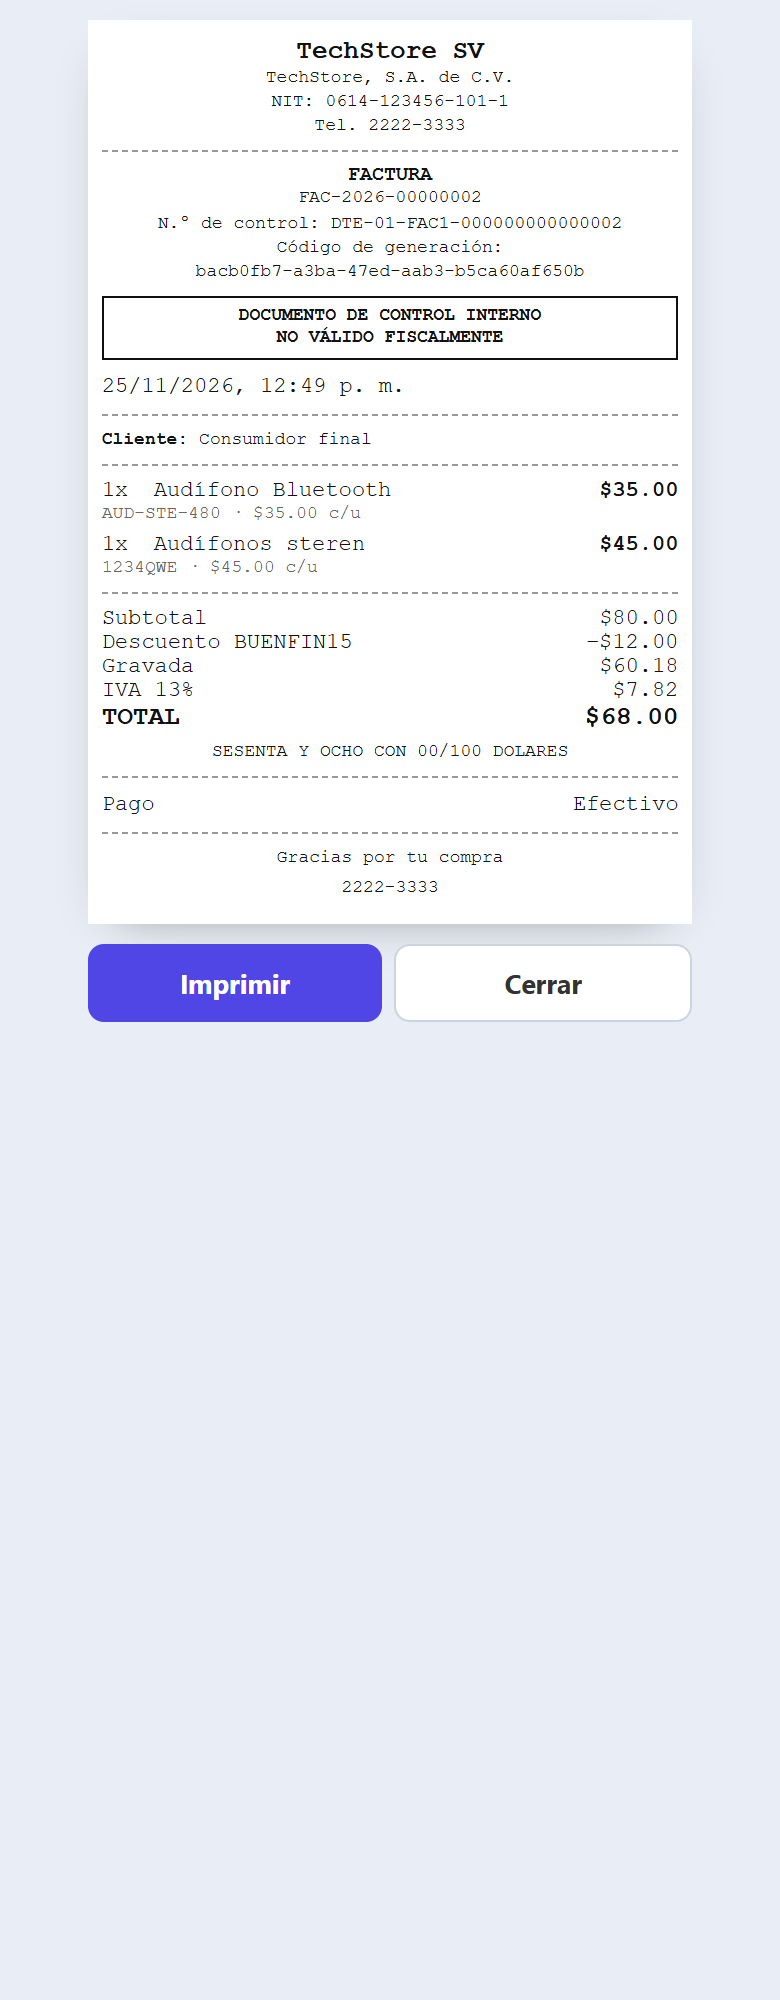 TechStore SV
TechStore, S.A. de C.V.
NIT: 0614-123456-101-1
Tel. 2222-3333
FACTURA
FAC-2026-00000002
N.º de control: DTE-01-FAC1-000000000000002
Código de generación:
bacb0fb7-a3ba-47ed-aab3-b5ca60af650b
DOCUMENTO DE CONTROL INTERNO
NO VÁLIDO FISCALMENTE
25/11/2026, 12:49 p. m.
Cliente: Consumidor final
1x Audífono Bluetooth $35.00
AUD-STE-480 · $35.00 c/u
1x Audífonos steren $45.00
1234QWE · $45.00 c/u
Subtotal $80.00
Descuento BUENFIN15 -$12.00
Gravada $60.18
IVA 13% $7.82
TOTAL $68.00
SESENTA Y OCHO CON 00/100 DOLARES
Pago Efectivo
Gracias por tu compra
2222-3333
Imprimir Cerrar